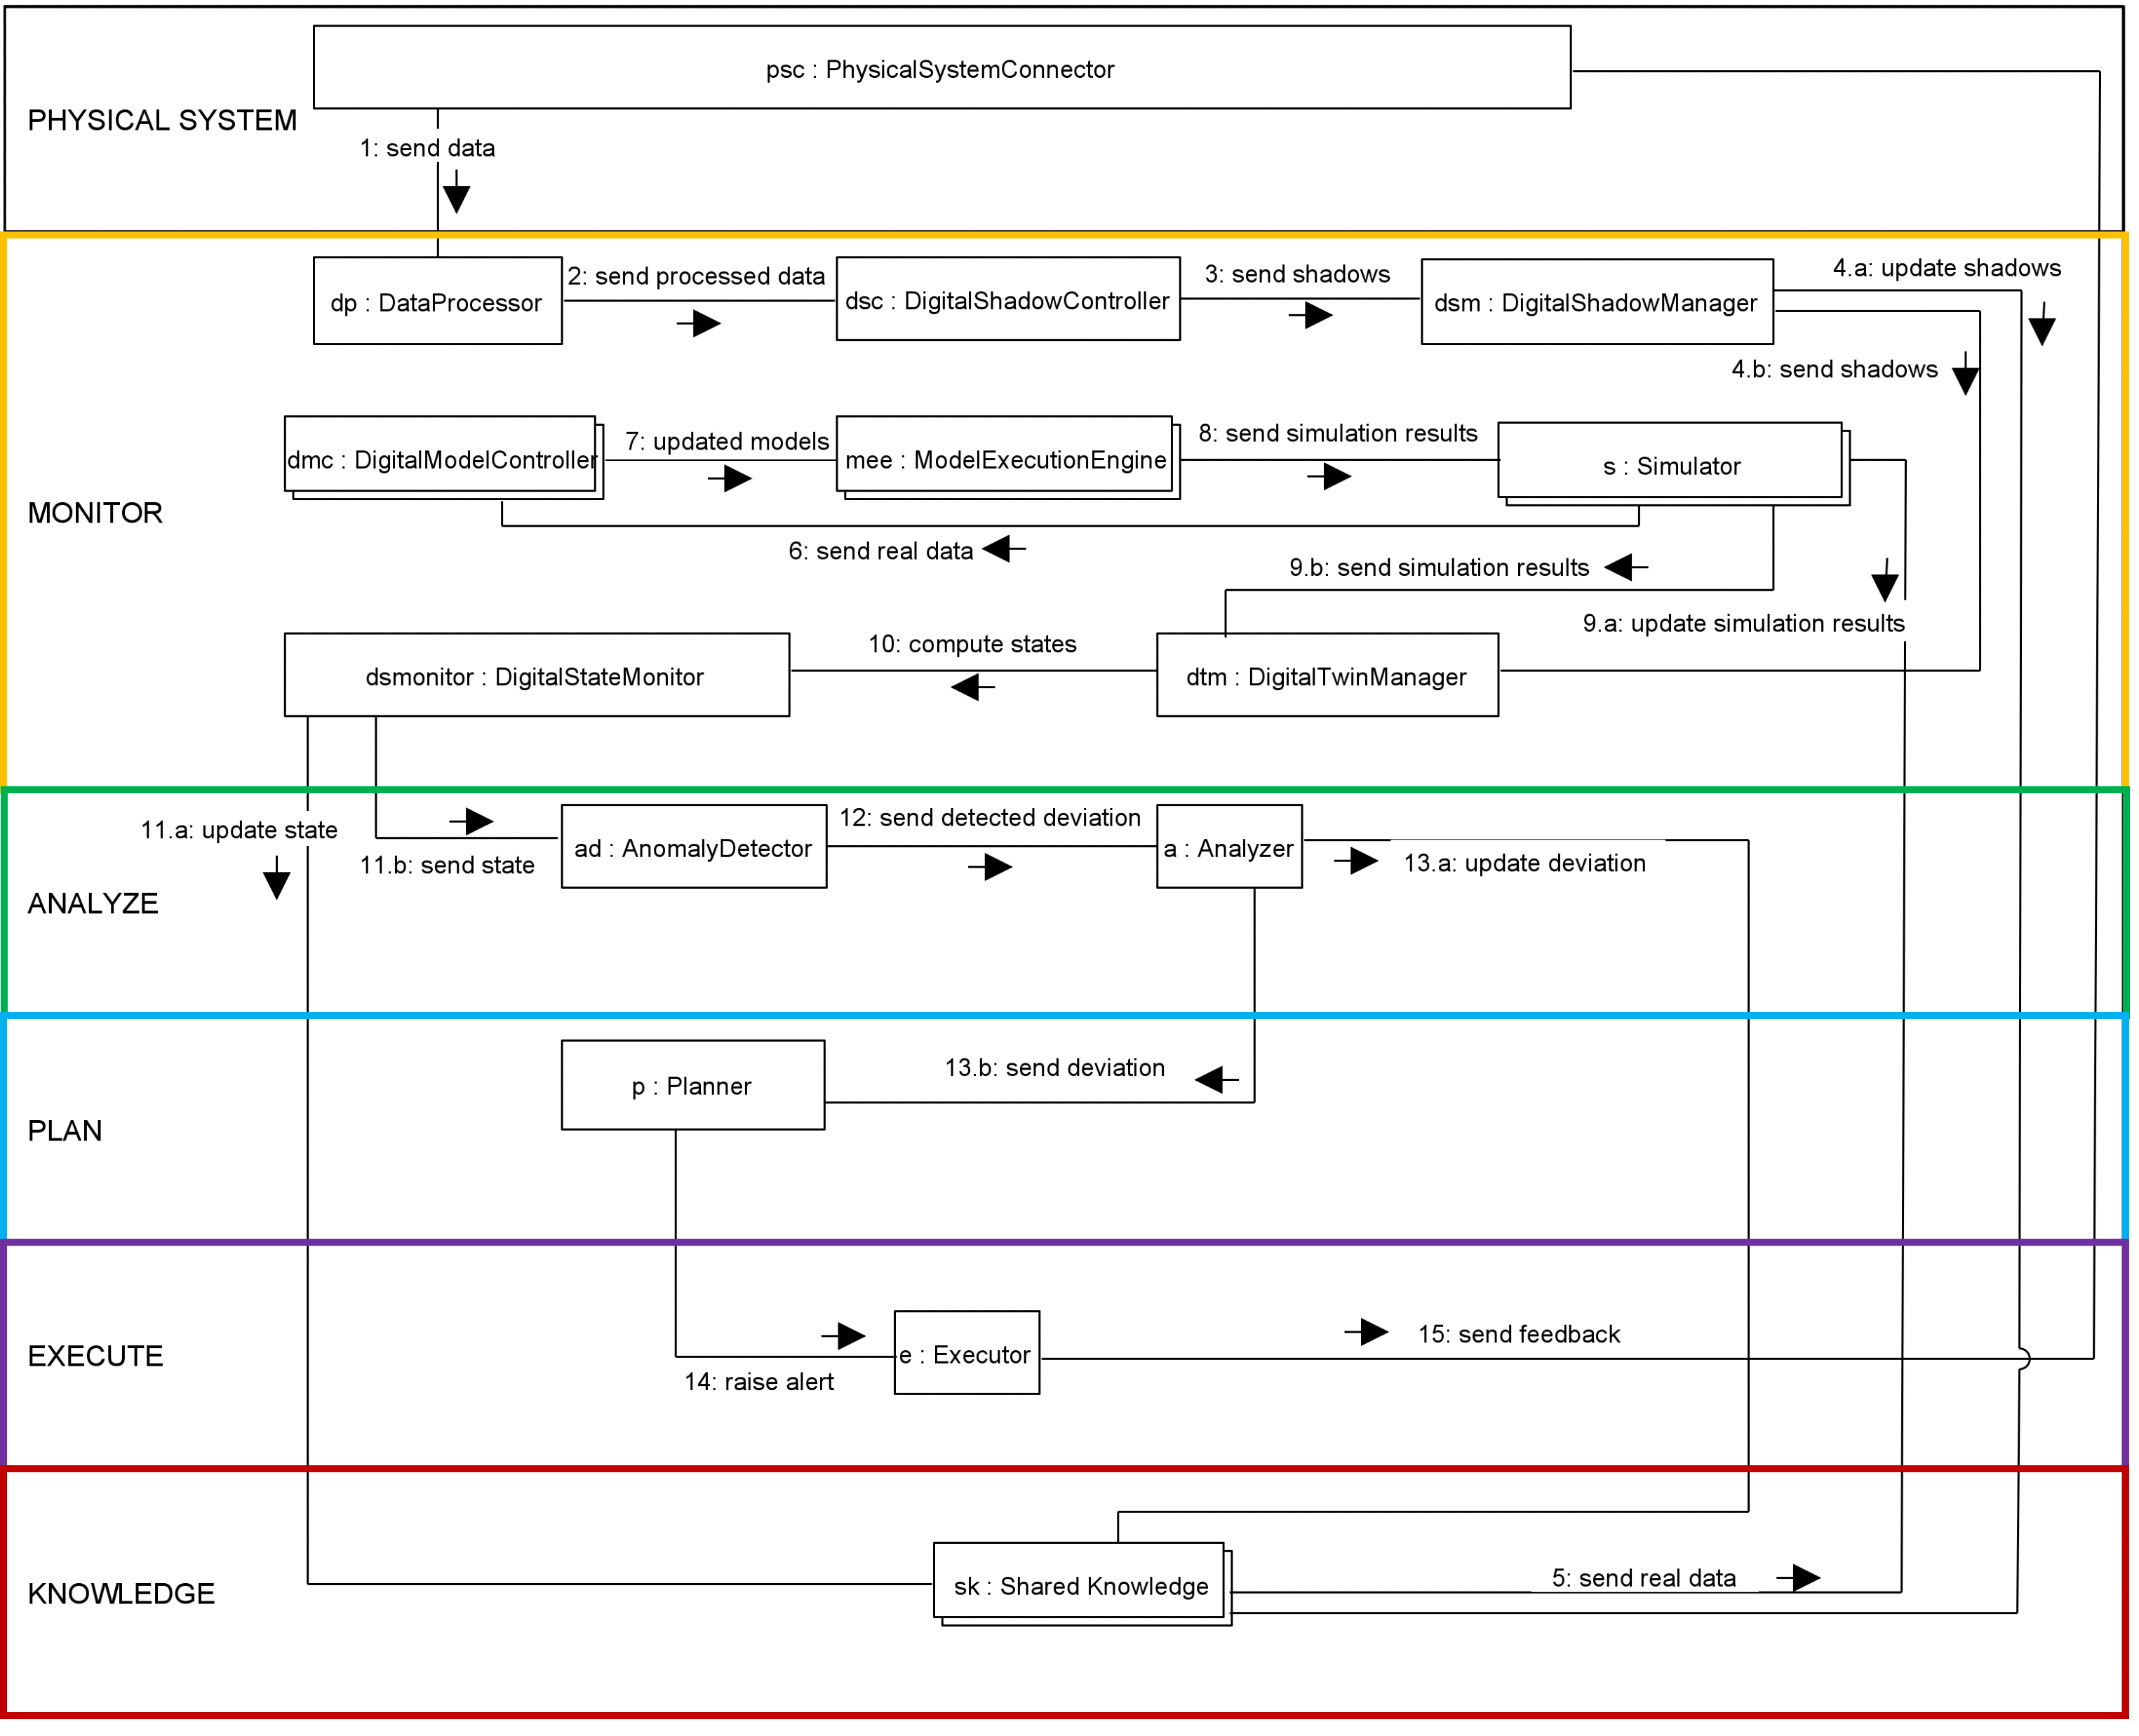 psc : PhysicalSystemConnector
PHYSICAL SYSTEM
1: send data
dp : DataProcessor
2: send processed data
dsc : DigitalShadowController
3: send shadows
dsm : DigitalShadowManager
4.a: update shadows
4.b: send shadows
dmc : DigitalModelController
7: updated models
mee : ModelExecutionEngine
8: send simulation results
s : Simulator
MONITOR
6: send real data
9.b: send simulation results
9.a: update simulation results
dsmonitor : DigitalStateMonitor
10: compute states
dtm : DigitalTwinManager
11.a: update state
11.b: send state
ad : AnomalyDetector
12: send detected deviation
a : Analyzer
13.a: update deviation
ANALYZE
p : Planner
13.b: send deviation
PLAN
EXECUTE
14: raise alert
e : Executor
15: send feedback
KNOWLEDGE
sk : Shared Knowledge
5: send real data